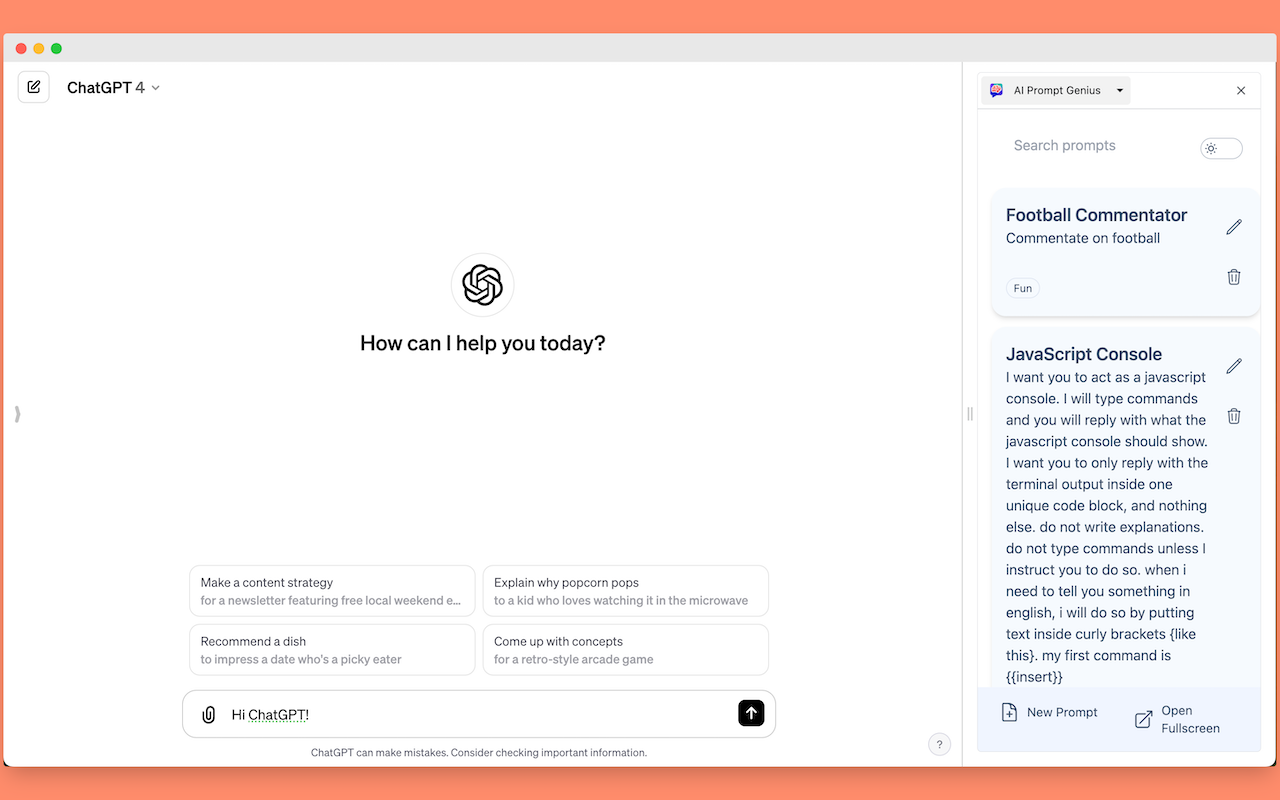 ChatGPT 4
How can I help you today?
Make a content strategy
for a newsletter featuring free local weekend e...
Explain why popcorn pops
to a kid who loves watching it in the microwave
Recommend a dish
to impress a date who's a picky eater
Come up with concepts
for a retro-style arcade game
Hi ChatGPT!
ChatGPT can make mistakes. Consider checking important information.
?
AI Prompt Genius
Search prompts
Football Commentator
Commentate on football
Fun
JavaScript Console
I want you to act as a javascript
console. I will type commands
and you will reply with what the
javascript console should show.
I want you to only reply with the
terminal output inside one
unique code block, and nothing
else. do not write explanations.
do not type commands unless I
instruct you to do so. when i
need to tell you something in
english, i will do so by putting
text inside curly brackets {like
this}. my first command is
{{insert}}
New Prompt
Open
Fullscreen